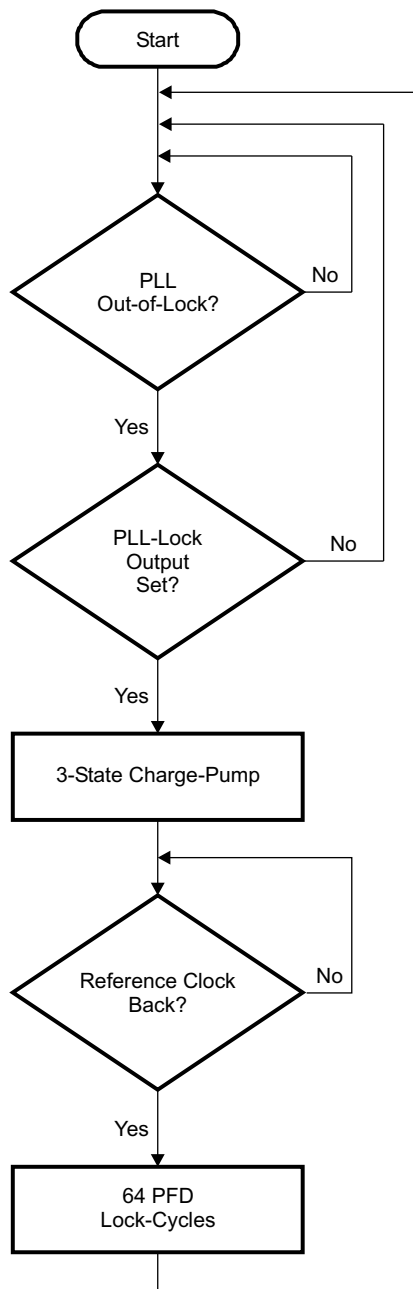 Start
PLL
Out-of-Lock?
No
Yes
PLL-Lock
Output
Set?
No
Yes
3-State Charge-Pump
Reference Clock
Back?
No
Yes
64 PFD
Lock-Cycles